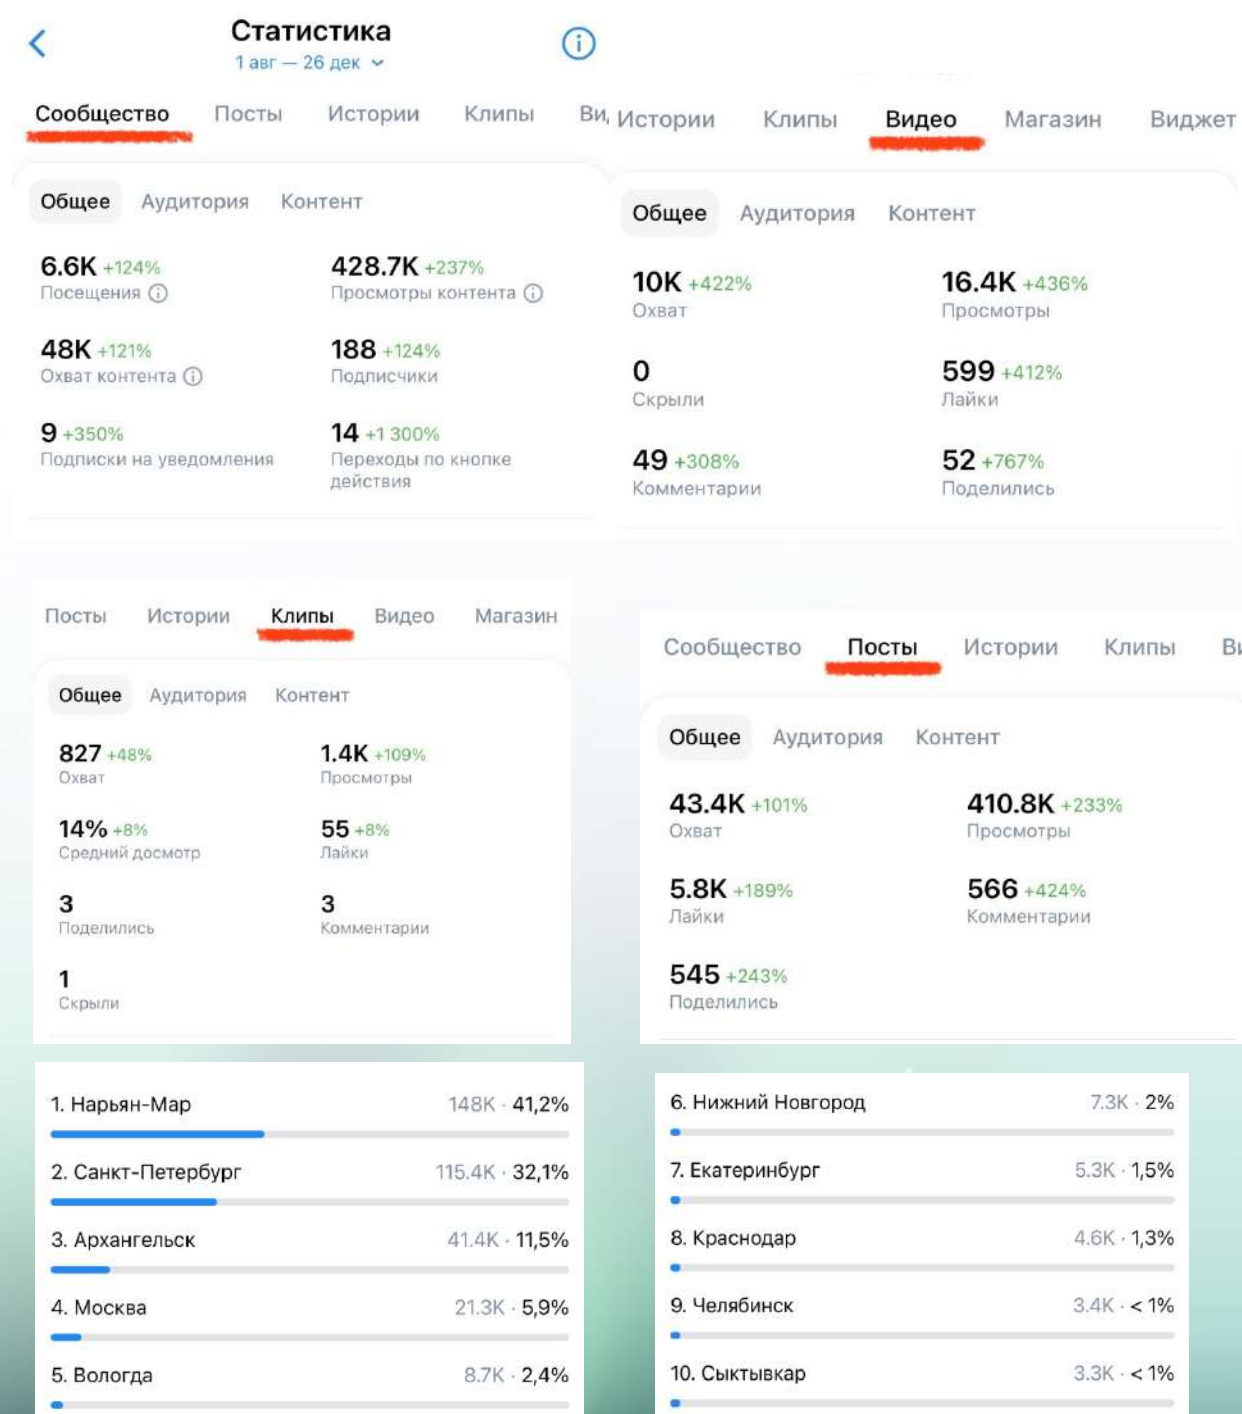 Статистика
1 авг — 26 дек
Сообщество Посты Истории Клипы Ви
Общее Аудитория Контент
6.6K +124% 428.7K +237%
Посещения Просмотры контента
48K +121% 188 +124%
Охват контента Подписчики
9 +350% 14 +1 300%
Подписки на уведомления Переходы по кнопке
действия
Истории Клипы Видео Магазин Виджет
Общее Аудитория Контент
10K +422% 16.4K +436%
Охват Просмотры
0 599 +412%
Скрыли Лайки
49 +308% 52 +767%
Комментарии Поделились
Посты Истории Клипы Видео Магазин
Общее Аудитория Контент
827 +48% 1.4K +109%
Охват Просмотры
14% +8% 55 +8%
Средний досмотр Лайки
3 3
Поделились Комментарии
1
Скрыли
Сообщество Посты Истории Клипы Ви
Общее Аудитория Контент
43.4K +101% 410.8K +233%
Охват Просмотры
5.8K +189% 566 +424%
Лайки Комментарии
545 +243%
Поделились
1. Нарьян-Мар 148K · 41,2%
2. Санкт-Петербург 115.4K · 32,1%
3. Архангельск 41.4K · 11,5%
4. Москва 21.3K · 5,9%
5. Вологда 8.7K · 2,4%
6. Нижний Новгород 7.3K · 2%
7. Екатеринбург 5.3K · 1,5%
8. Краснодар 4.6K · 1,3%
9. Челябинск 3.4K · < 1%
10. Сыктывкар 3.3K · < 1%